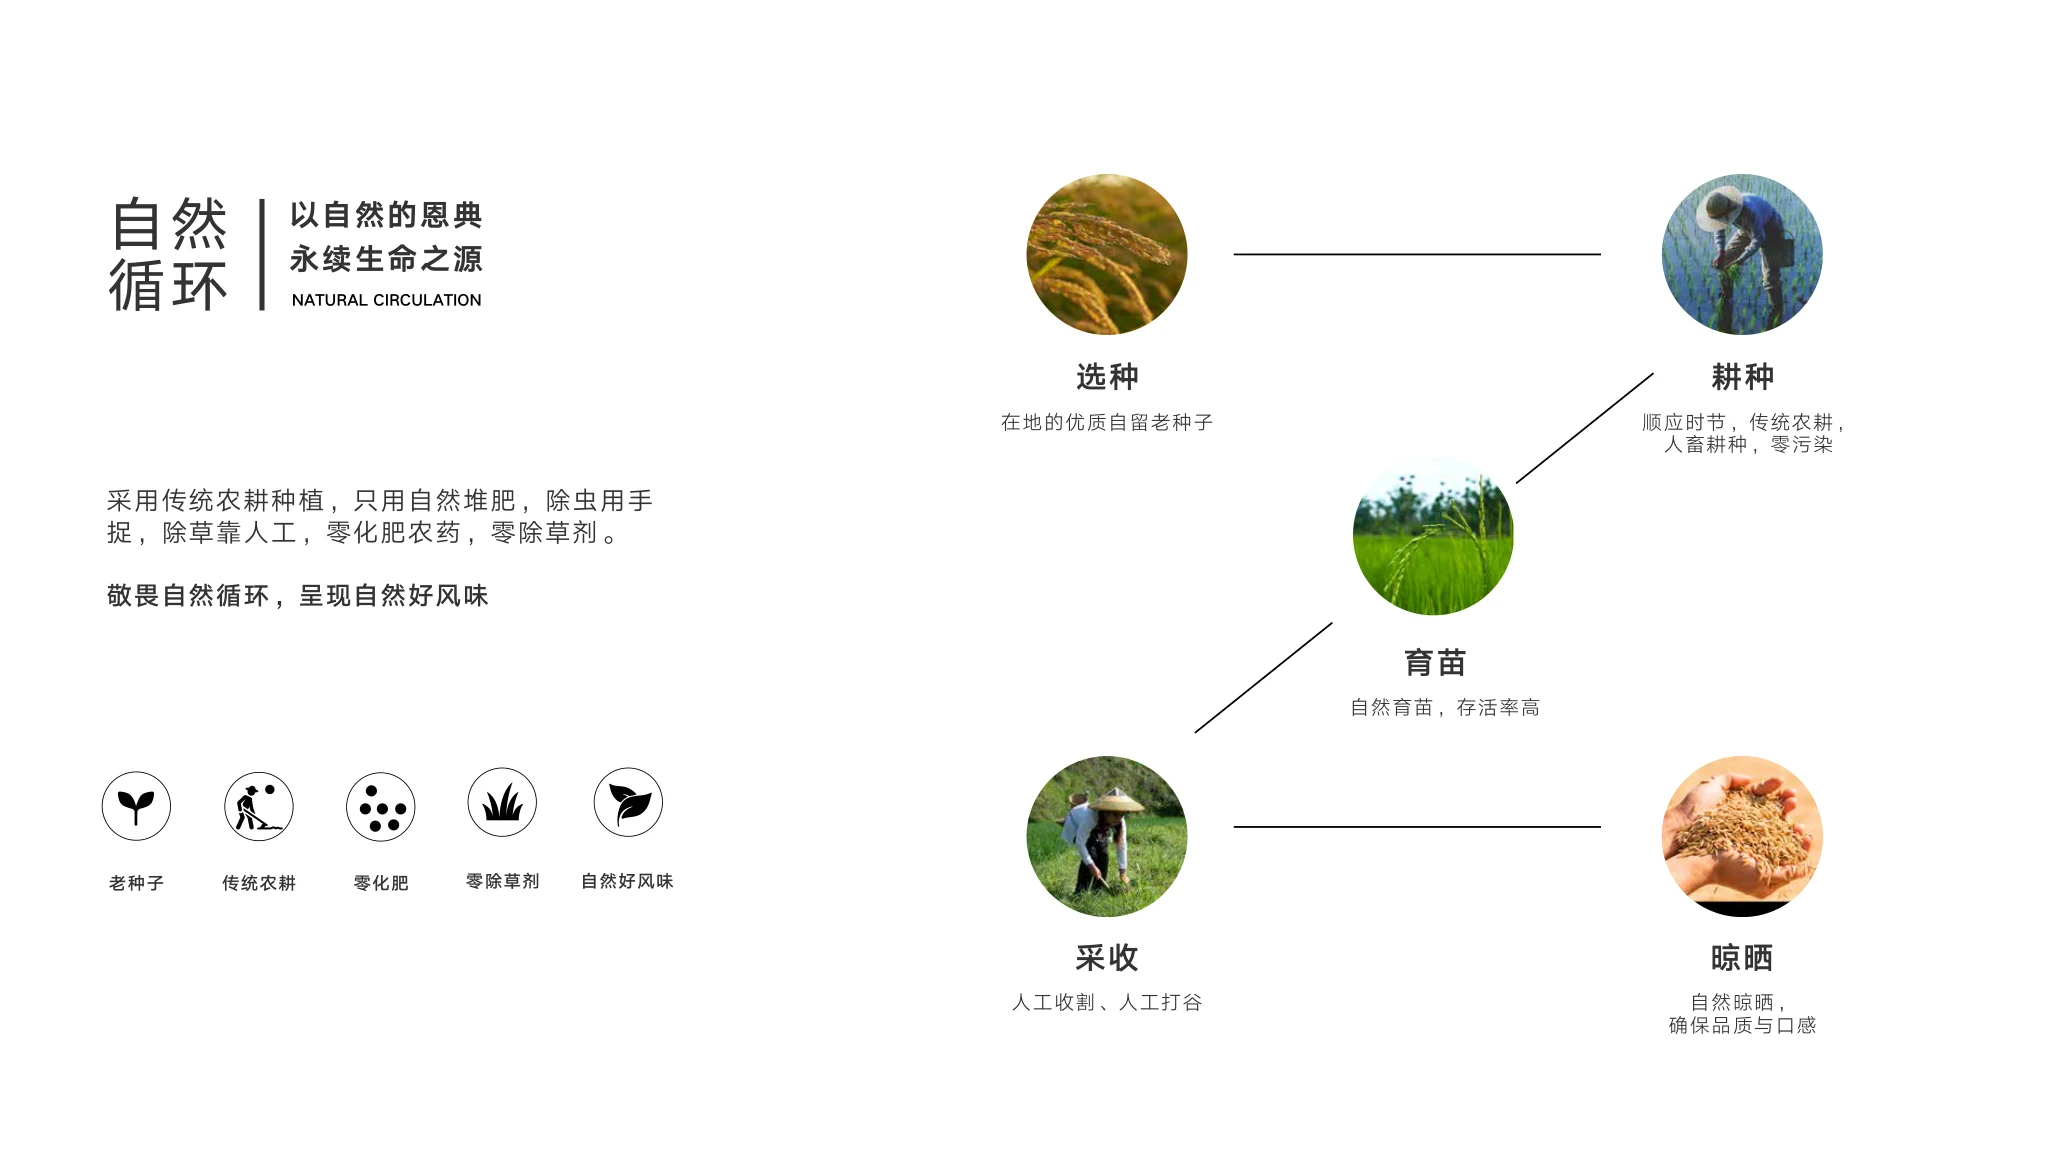 自然
循环
以自然的恩典
永续生命之源
NATURAL CIRCULATION
采用传统农耕种植，只用自然堆肥，除虫用手
捉，除草靠人工，零化肥农药，零除草剂。
敬畏自然循环，呈现自然好风味
老种子
传统农耕
零化肥
零除草剂
自然好风味
选种
在地的优质自留老种子
耕种
顺应时节，传统农耕，
人畜耕种，零污染
育苗
自然育苗，存活率高
采收
人工收割、人工打谷
晾晒
自然晾晒，
确保品质与口感